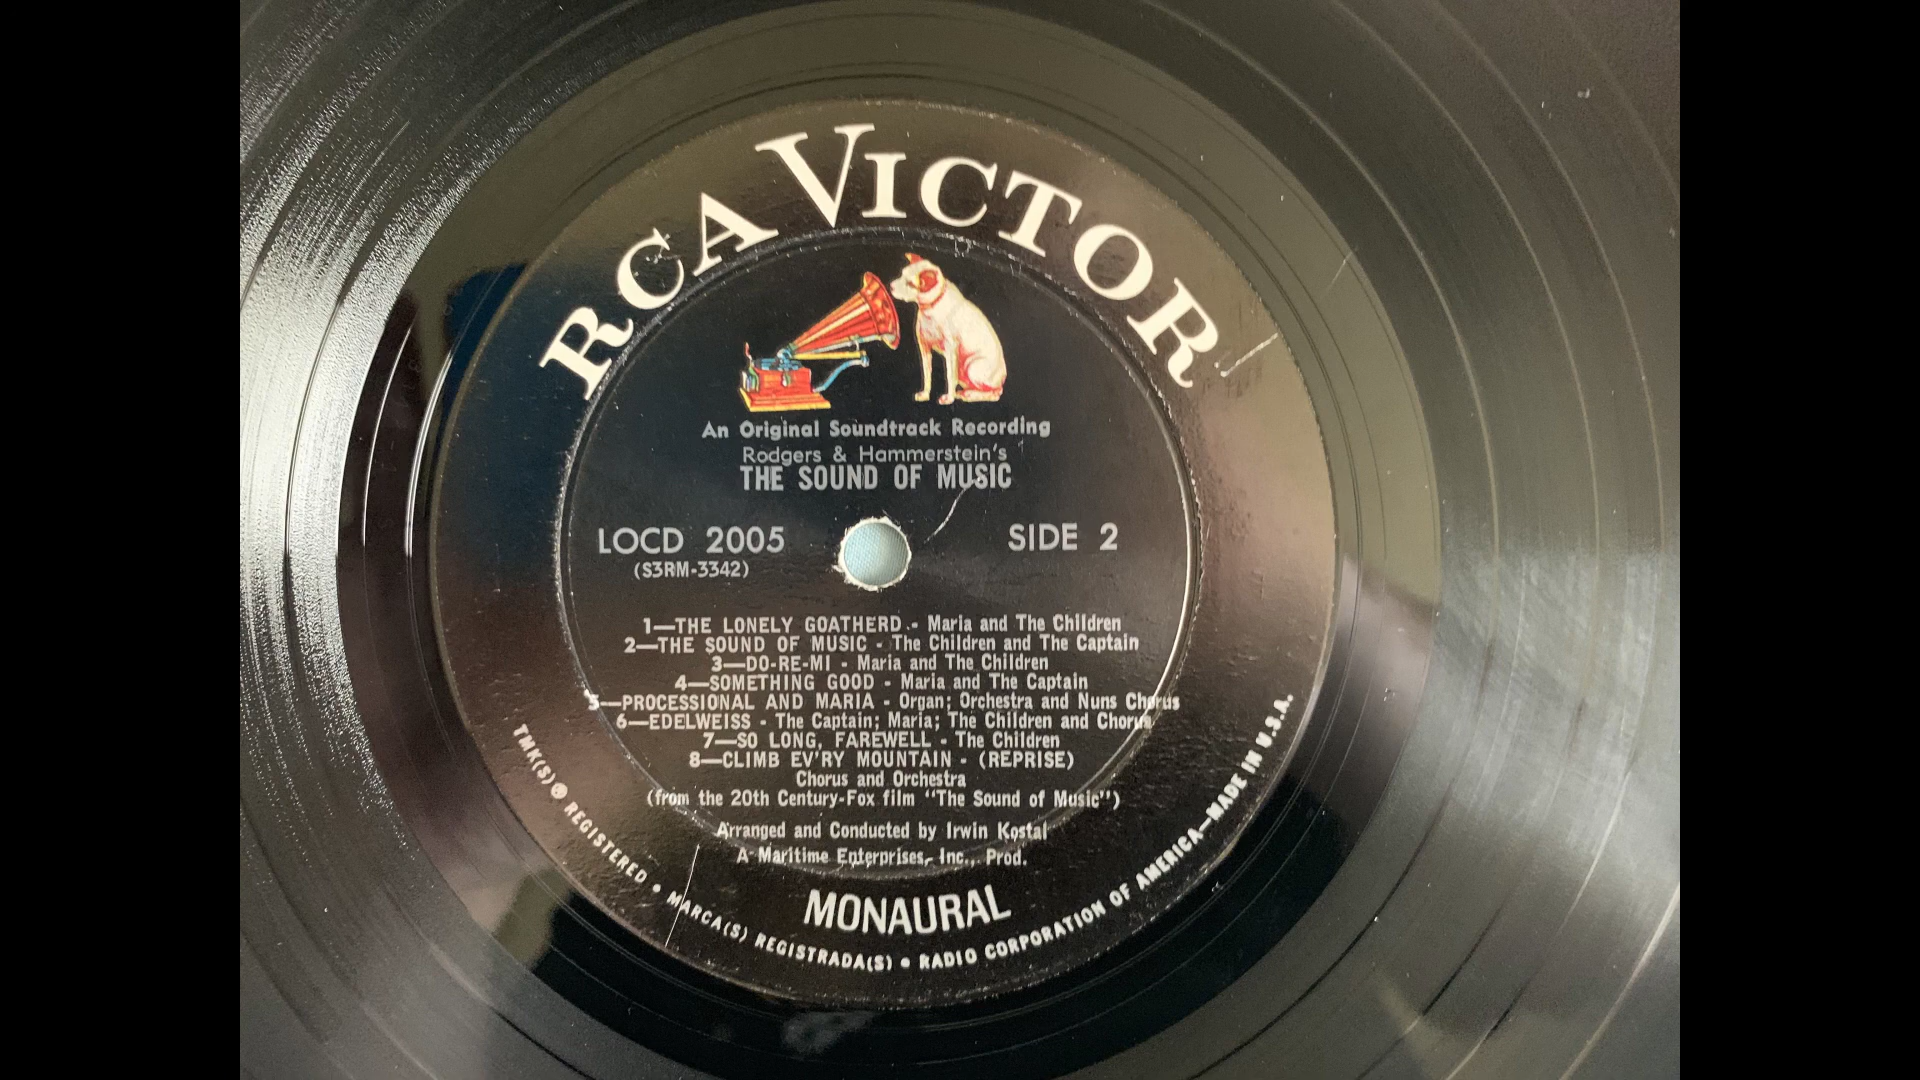 RCA VICTOR
An Original Soundtrack Recording
Rodgers & Hammerstein's
THE SOUND OF MUSIC
LOCD 2005
SIDE 2
(S3RM-3342)
1—THE LONELY GOATHERD - Maria and The Children
2—THE SOUND OF MUSIC - The Children and The Captain
3—DO-RE-MI - Maria and The Children
4—SOMETHING GOOD - Maria and The Captain
5—PROCESSIONAL AND MARIA - Organ; Orchestra and Nuns Chorus
6—EDELWEISS - The Captain; Maria; The Children and Chorus
7—SO LONG, FAREWELL - The Children
8—CLIMB EV'RY MOUNTAIN - (REPRISE)
Chorus and Orchestra
(from the 20th Century-Fox film "The Sound of Music")
Arranged and Conducted by Irwin Kostal
A Maritime Enterprises, Inc., Prod.
MONAURAL
TMK(S) ® REGISTERED • MARCA(S) REGISTRADA(S) • RADIO CORPORATION OF AMERICA—MADE IN U.S.A.